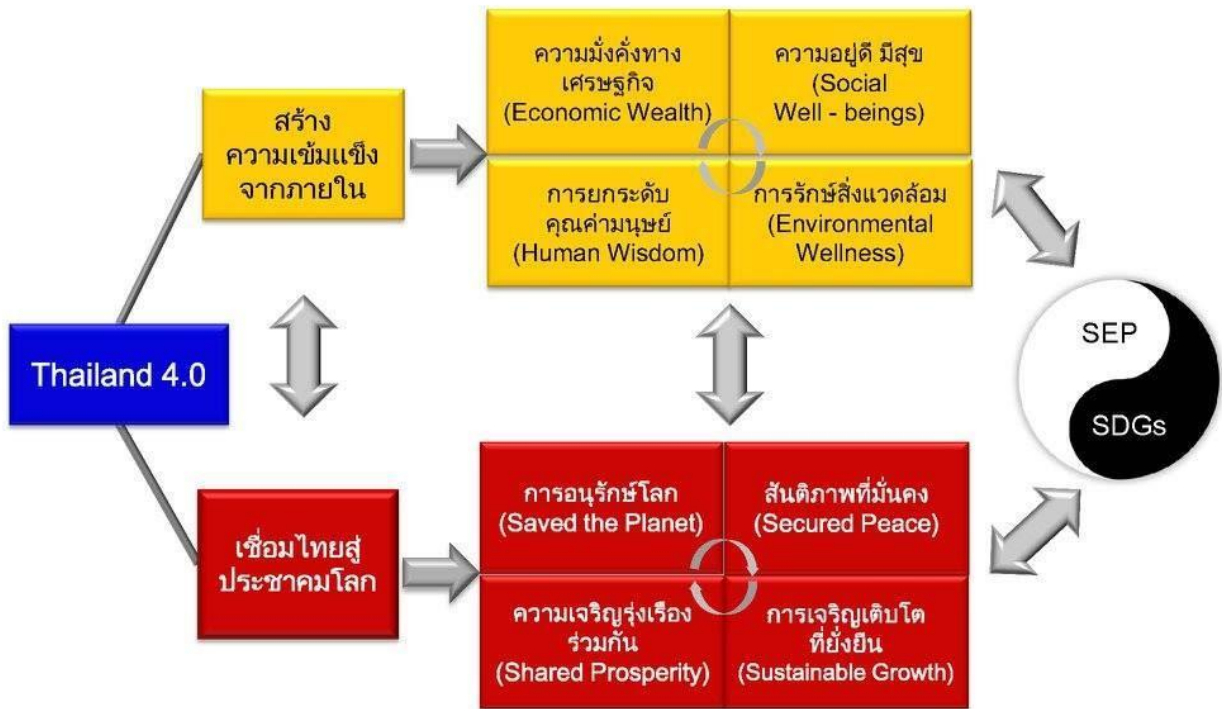 Thailand 4.0
สร้าง
ความเข้มแข็ง
จากภายใน
ความมั่งคั่งทาง
เศรษฐกิจ
(Economic Wealth)
ความอยู่ดี มีสุข
(Social
Well - beings)
การยกระดับ
คุณค่ามนุษย์
(Human Wisdom)
การรักษ์สิ่งแวดล้อม
(Environmental
Wellness)
เชื่อมไทยสู่
ประชาคมโลก
การอนุรักษ์โลก
(Saved the Planet)
สันติภาพที่มั่นคง
(Secured Peace)
ความเจริญรุ่งเรือง
ร่วมกัน
(Shared Prosperity)
การเจริญเติบโต
ที่ยั่งยืน
(Sustainable Growth)
SEP
SDGs